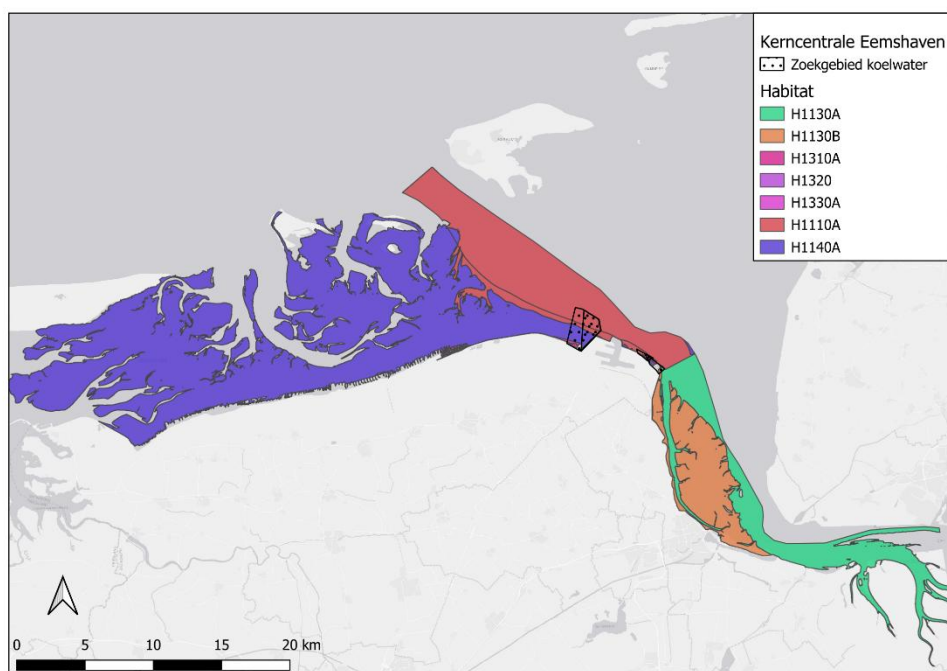 Kerncentrale Eemshaven
Zoekgebied koelwater
Habitat
H1130A
H1130B
H1310A
H1320
H1330A
H1110A
H1140A
0 5 10 15 20 km